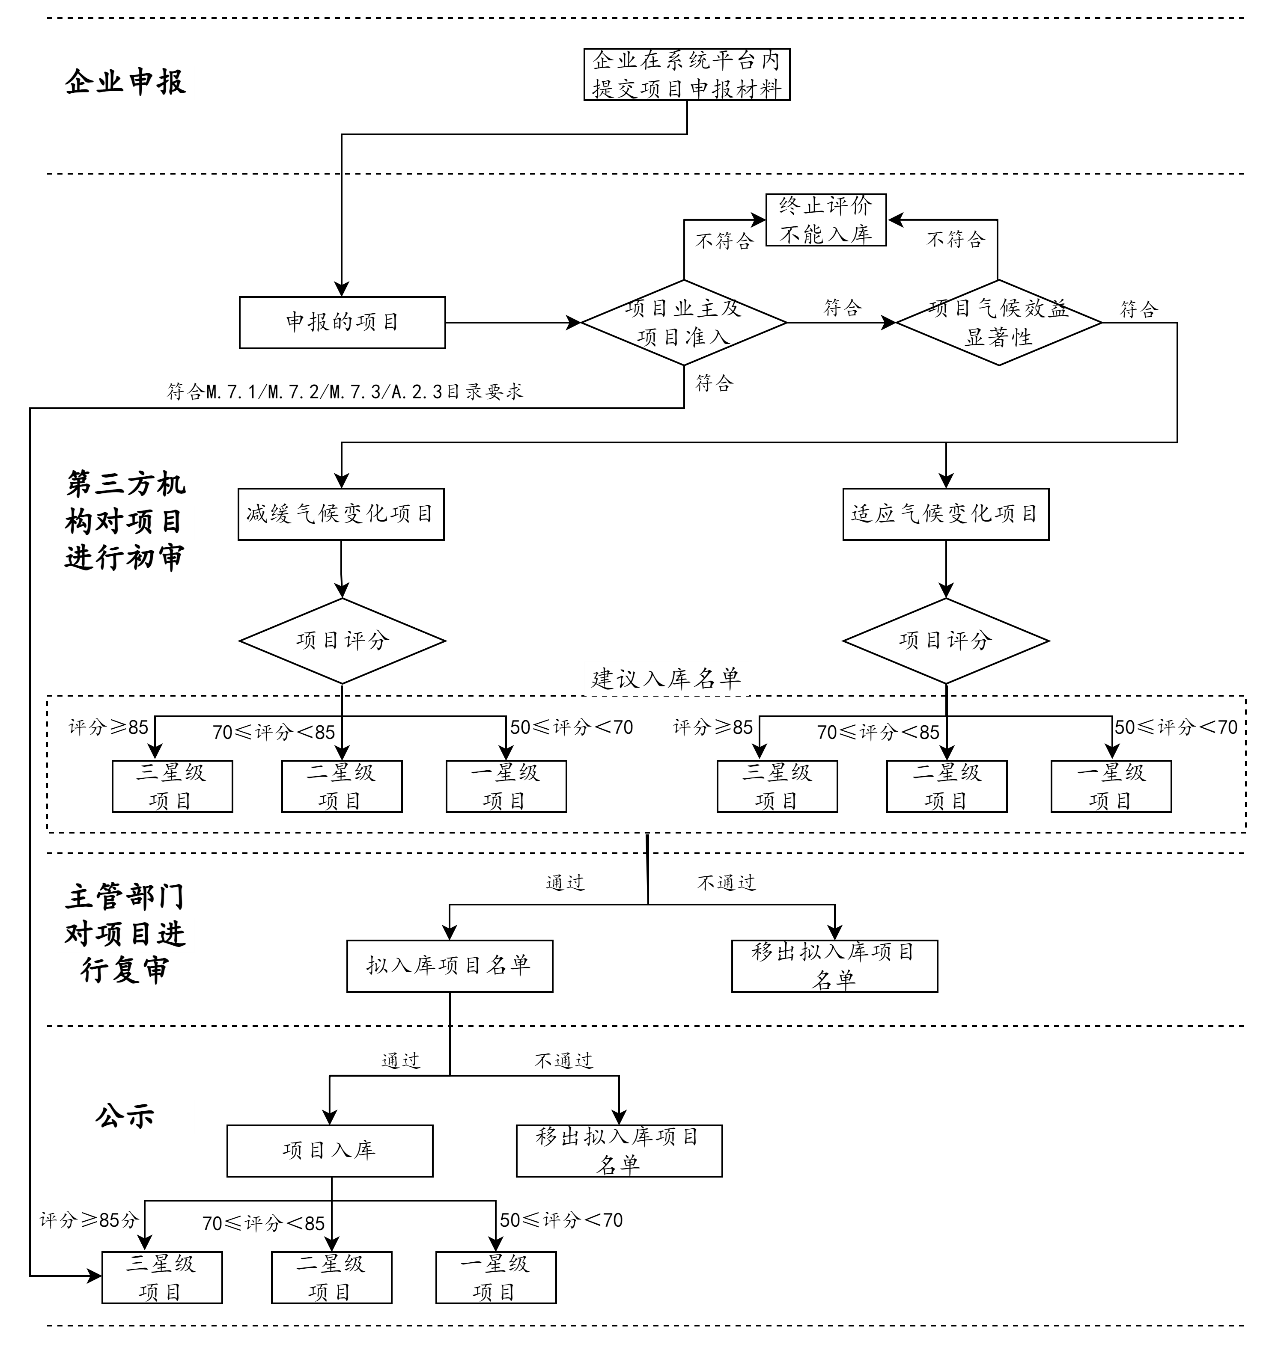 企业申报
企业在系统平台内
提交项目申报材料
终止评价
不能入库
不符合
不符合
申报的项目
项目业主及
项目准入
符合
项目气候效益
显著性
符合
符合M.7.1/M.7.2/M.7.3/A.2.3目录要求
符合
第三方机
构对项目
进行初审
减缓气候变化项目
适应气候变化项目
项目评分
项目评分
建议入库名单
评分≥85
70≤评分<85
50≤评分<70
评分≥85
70≤评分<85
50≤评分<70
三星级
项目
二星级
项目
一星级
项目
三星级
项目
二星级
项目
一星级
项目
主管部门
对项目进
行复审
通过
不通过
拟入库项目名单
移出拟入库项目
名单
通过
不通过
公示
项目入库
移出拟入库项目
名单
评分≥85分
70≤评分<85
50≤评分<70
三星级
项目
二星级
项目
一星级
项目